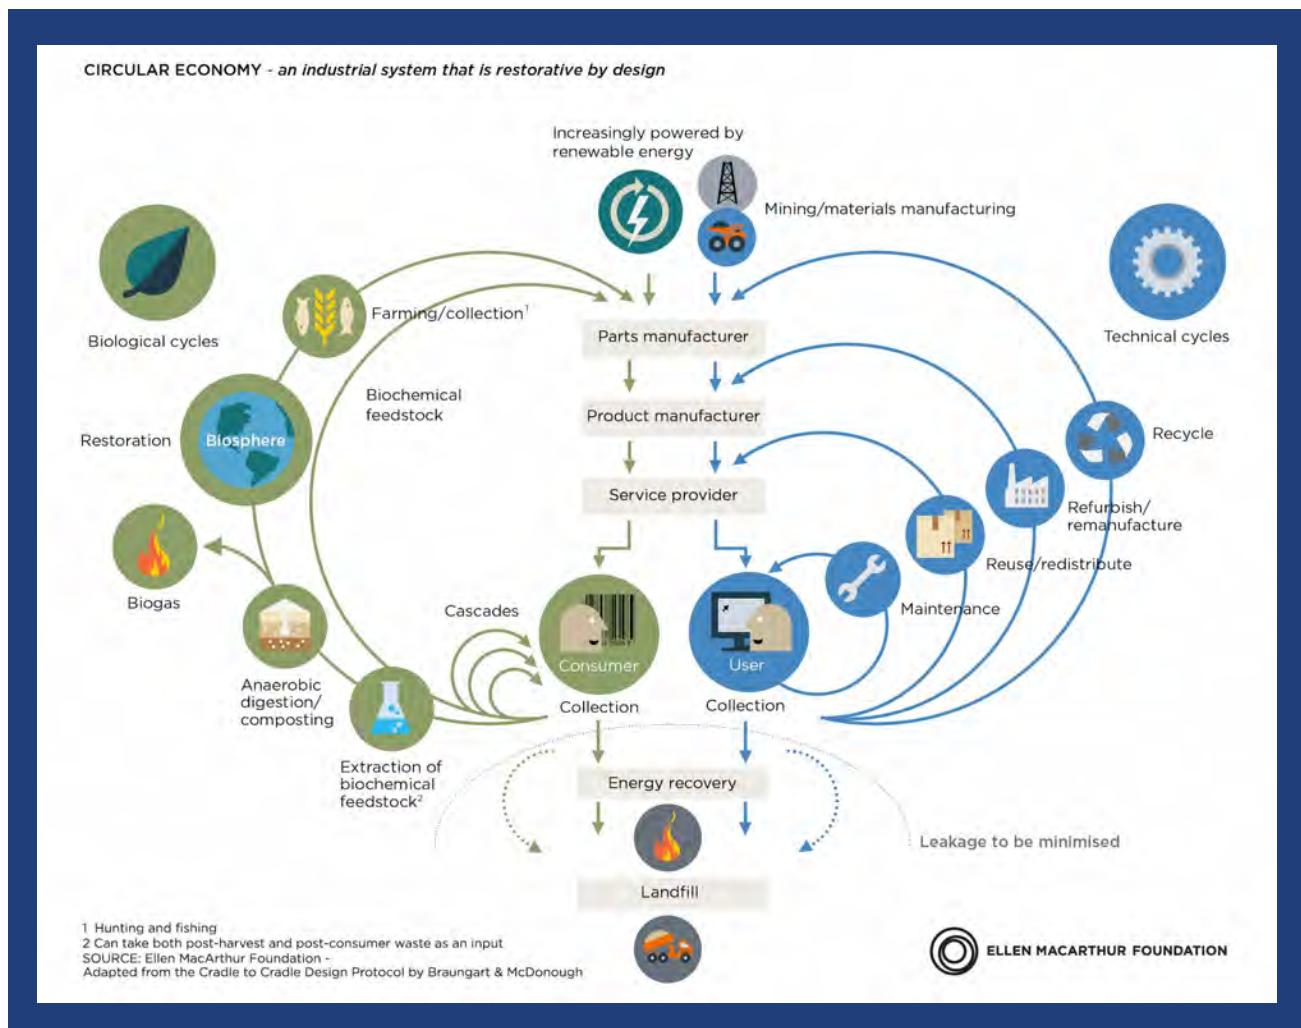 CIRCULAR ECONOMY - an industrial system that is restorative by design
Increasingly powered by
renewable energy
Mining/materials manufacturing
Biological cycles
Farming/collection¹
Technical cycles
Parts manufacturer
Biochemical
feedstock
Product manufacturer
Restoration
Biosphere
Recycle
Service provider
Refurbish/
remanufacture
Reuse/redistribute
Biogas
Cascades
Maintenance
Consumer
User
Anaerobic
digestion/
composting
Collection
Collection
Extraction of
biochemical
feedstock²
Energy recovery
Leakage to be minimised
Landfill
1 Hunting and fishing
2 Can take both post-harvest and post-consumer waste as an input
SOURCE: Ellen MacArthur Foundation -
Adapted from the Cradle to Cradle Design Protocol by Braungart & McDonough
ELLEN MACARTHUR FOUNDATION